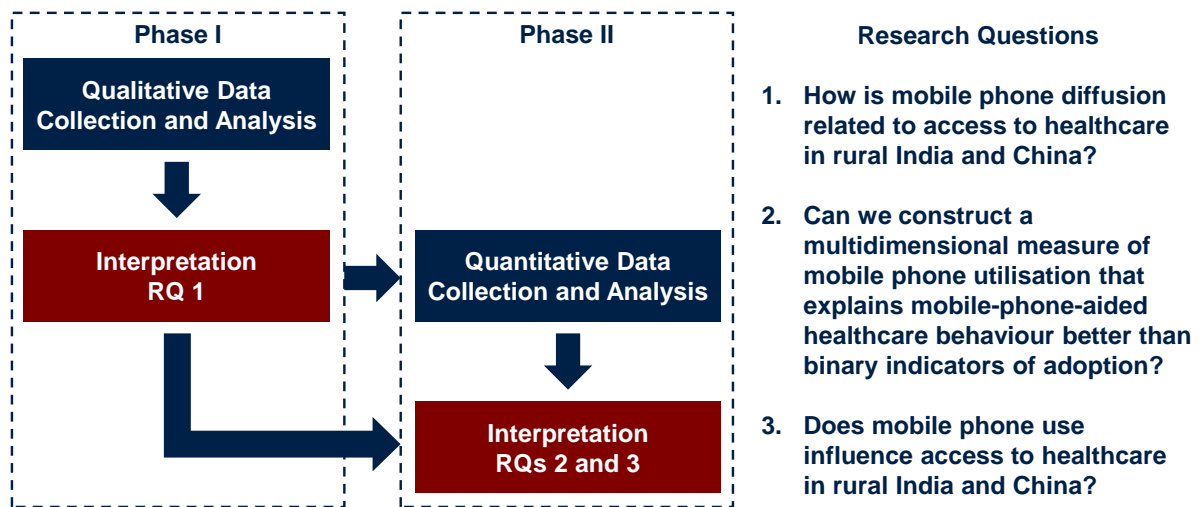 Phase I
Qualitative Data
Collection and Analysis
Interpretation
RQ 1
Phase II
Quantitative Data
Collection and Analysis
Interpretation
RQs 2 and 3
Research Questions
1. How is mobile phone diffusion
related to access to healthcare
in rural India and China?
2. Can we construct a
multidimensional measure of
mobile phone utilisation that
explains mobile-phone-aided
healthcare behaviour better than
binary indicators of adoption?
3. Does mobile phone use
influence access to healthcare
in rural India and China?